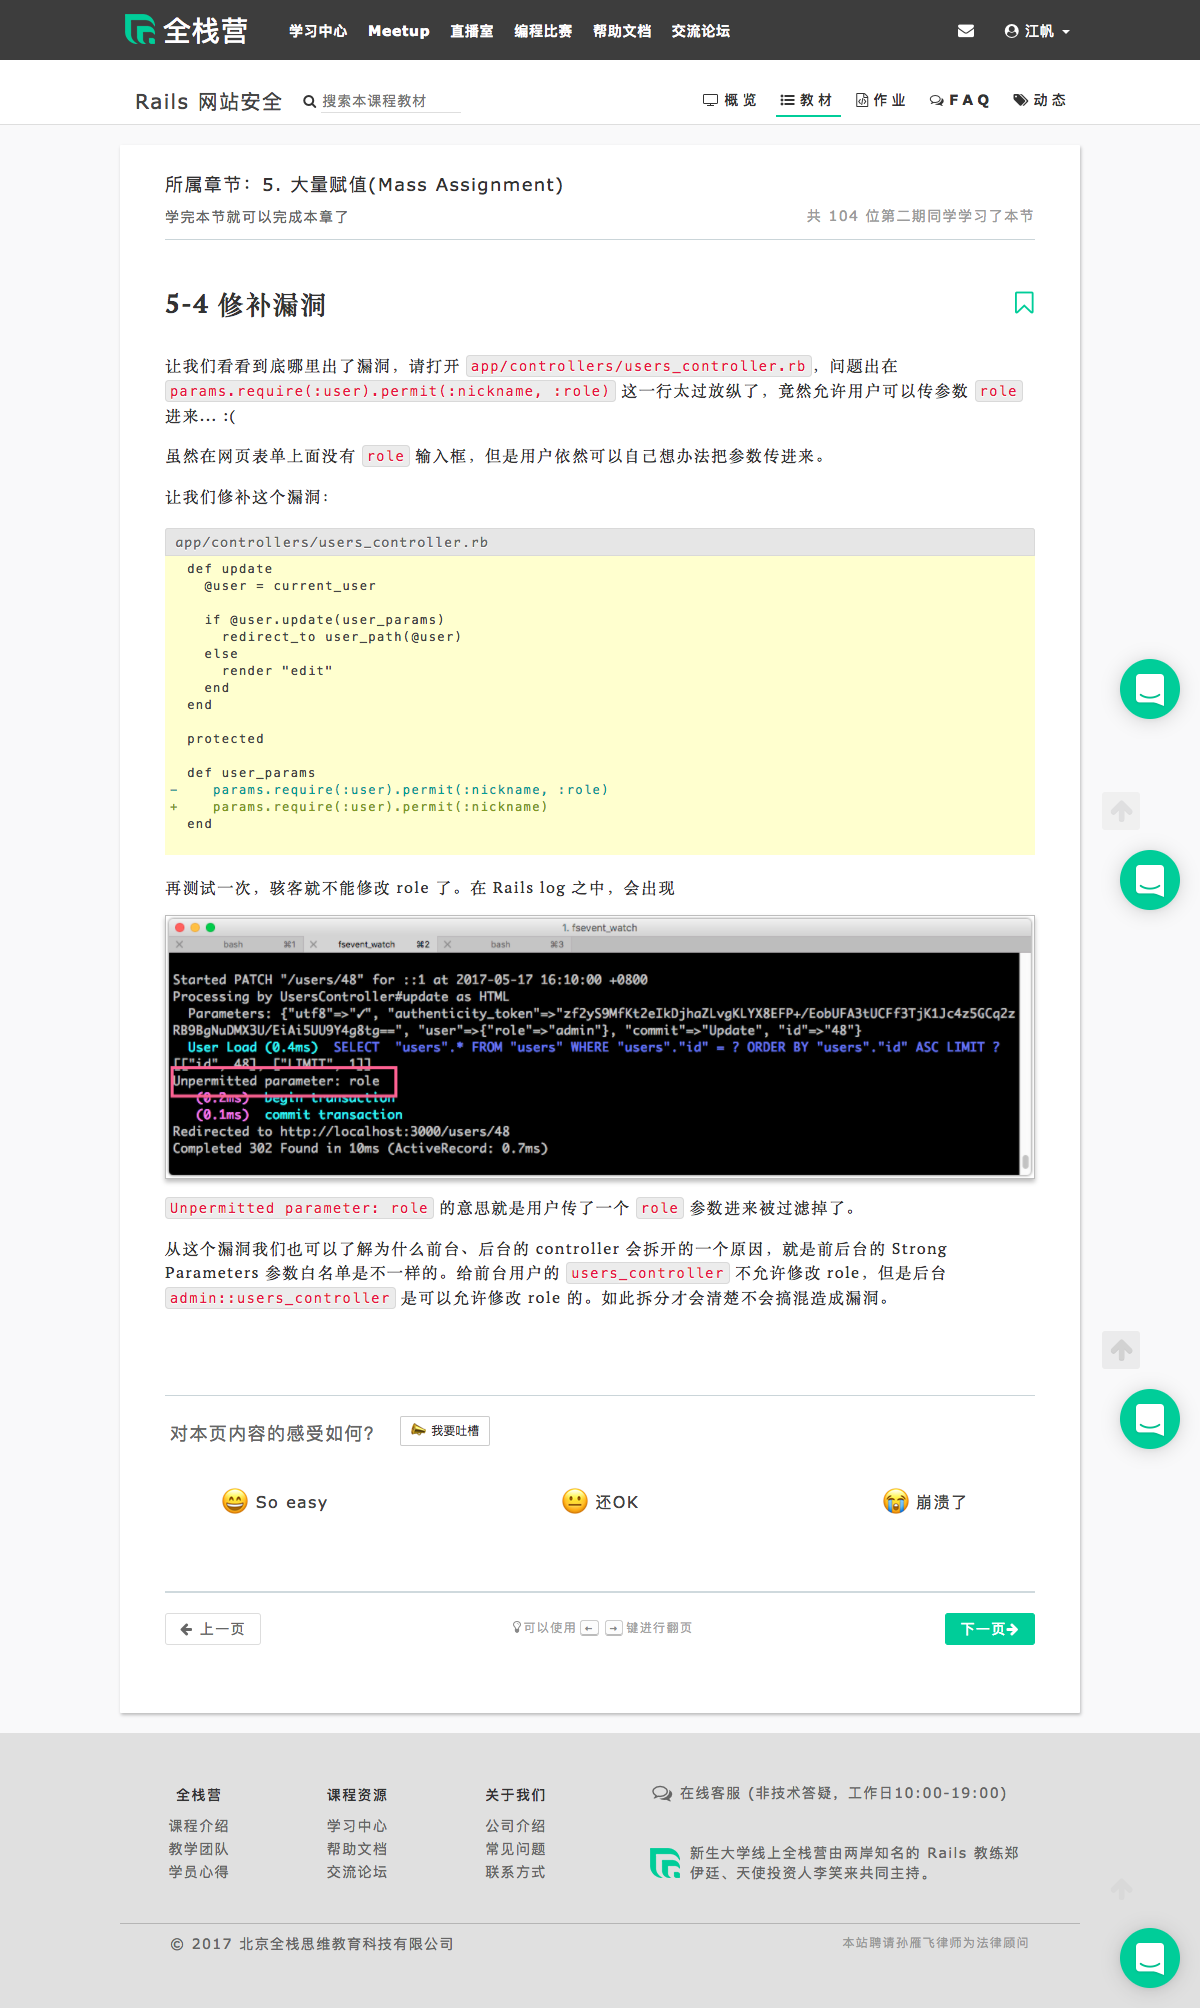 全栈营 学习中心 Meetup 直播室 编程比赛 帮助文档 交流论坛 江帆
Rails 网站安全 搜索本课程教材 概览 教材 作业 FAQ 动态
所属章节：5. 大量赋值(Mass Assignment)
学完本节就可以完成本章了 共 104 位第二期同学学习了本节
5-4 修补漏洞
让我们看看到底哪里出了漏洞，请打开 app/controllers/users_controller.rb，问题出在
params.require(:user).permit(:nickname, :role) 这一行太过放纵了，竟然允许用户可以传参数 role
进来... :(
虽然在网页表单上面没有 role 输入框，但是用户依然可以自己想办法把参数传进来。
让我们修补这个漏洞：
app/controllers/users_controller.rb
def update
@user = current_user
if @user.update(user_params)
redirect_to user_path(@user)
else
render "edit"
end
end
protected
def user_params
- params.require(:user).permit(:nickname, :role)
+ params.require(:user).permit(:nickname)
end
再测试一次，骇客就不能修改 role 了。在 Rails log 之中，会出现
1. fsevent_watch
bash ⌘1 fsevent_watch ⌘2 bash ⌘3
Started PATCH "/users/48" for ::1 at 2017-05-17 16:10:00 +0800
Processing by UsersController#update as HTML
Parameters: {"utf8"=>"✓", "authenticity_token"=>"zf2yS9MfKt2eIkDjhaZLvgKLYX8EFP+/EobUFA3tUCFf3TjK1Jc4z5GCq2z
RB9BgNuDMX3U/EiAi5UU9Y4g8tg==", "user"=>{"role"=>"admin"}, "commit"=>"Update", "id"=>"48"}
User Load (0.4ms) SELECT "users".* FROM "users" WHERE "users"."id" = ? ORDER BY "users"."id" ASC LIMIT ?
[["id", 48], ["LIMIT", 1]]
Unpermitted parameter: role
(0.2ms) begin transaction
(0.1ms) commit transaction
Redirected to http://localhost:3000/users/48
Completed 302 Found in 10ms (ActiveRecord: 0.7ms)
Unpermitted parameter: role 的意思就是用户传了一个 role 参数进来被过滤掉了。
从这个漏洞我们也可以了解为什么前台、后台的 controller 会拆开的一个原因，就是前后台的 Strong
Parameters 参数白名单是不一样的。给前台用户的 users_controller 不允许修改 role，但是后台
admin::users_controller 是可以允许修改 role 的。如此拆分才会清楚不会搞混造成漏洞。
对本页内容的感受如何? 我要吐槽
So easy 还OK 崩溃了
上一页 可以使用 ← → 键进行翻页 下一页
全栈营 课程资源 关于我们 在线客服 (非技术答疑，工作日10:00-19:00)
课程介绍 学习中心 公司介绍
教学团队 帮助文档 常见问题 新生大学线上全栈营由两岸知名的 Rails 教练郑
学员心得 交流论坛 联系方式 伊廷、天使投资人李笑来共同主持。
© 2017 北京全栈思维教育科技有限公司 本站聘请孙雁飞律师为法律顾问